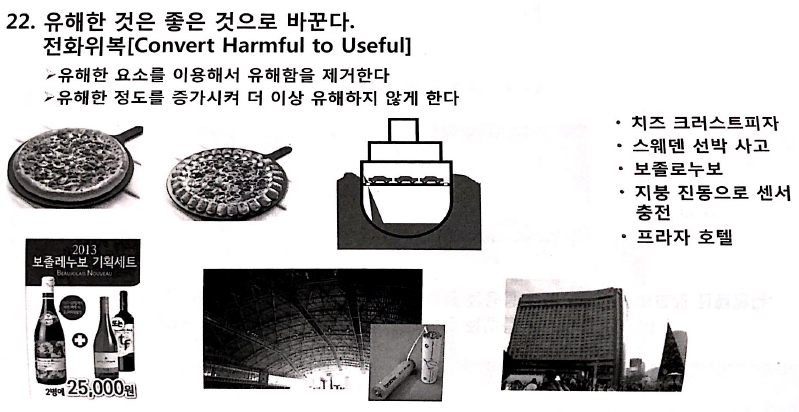 22. 유해한 것은 좋은 것으로 바꾼다.
전화위복[Convert Harmful to Useful]
➢유해한 요소를 이용해서 유해함을 제거한다
➢유해한 정도를 증가시켜 더 이상 유해하지 않게 한다
• 치즈 크러스트피자
• 스웨덴 선박 사고
• 보졸로누보
• 지붕 진동으로 센서
충전
• 프라자 호텔
2013
보졸레누보 기획세트
BEAUJOLAIS NOUVEAU
또는
2병에 25,000원